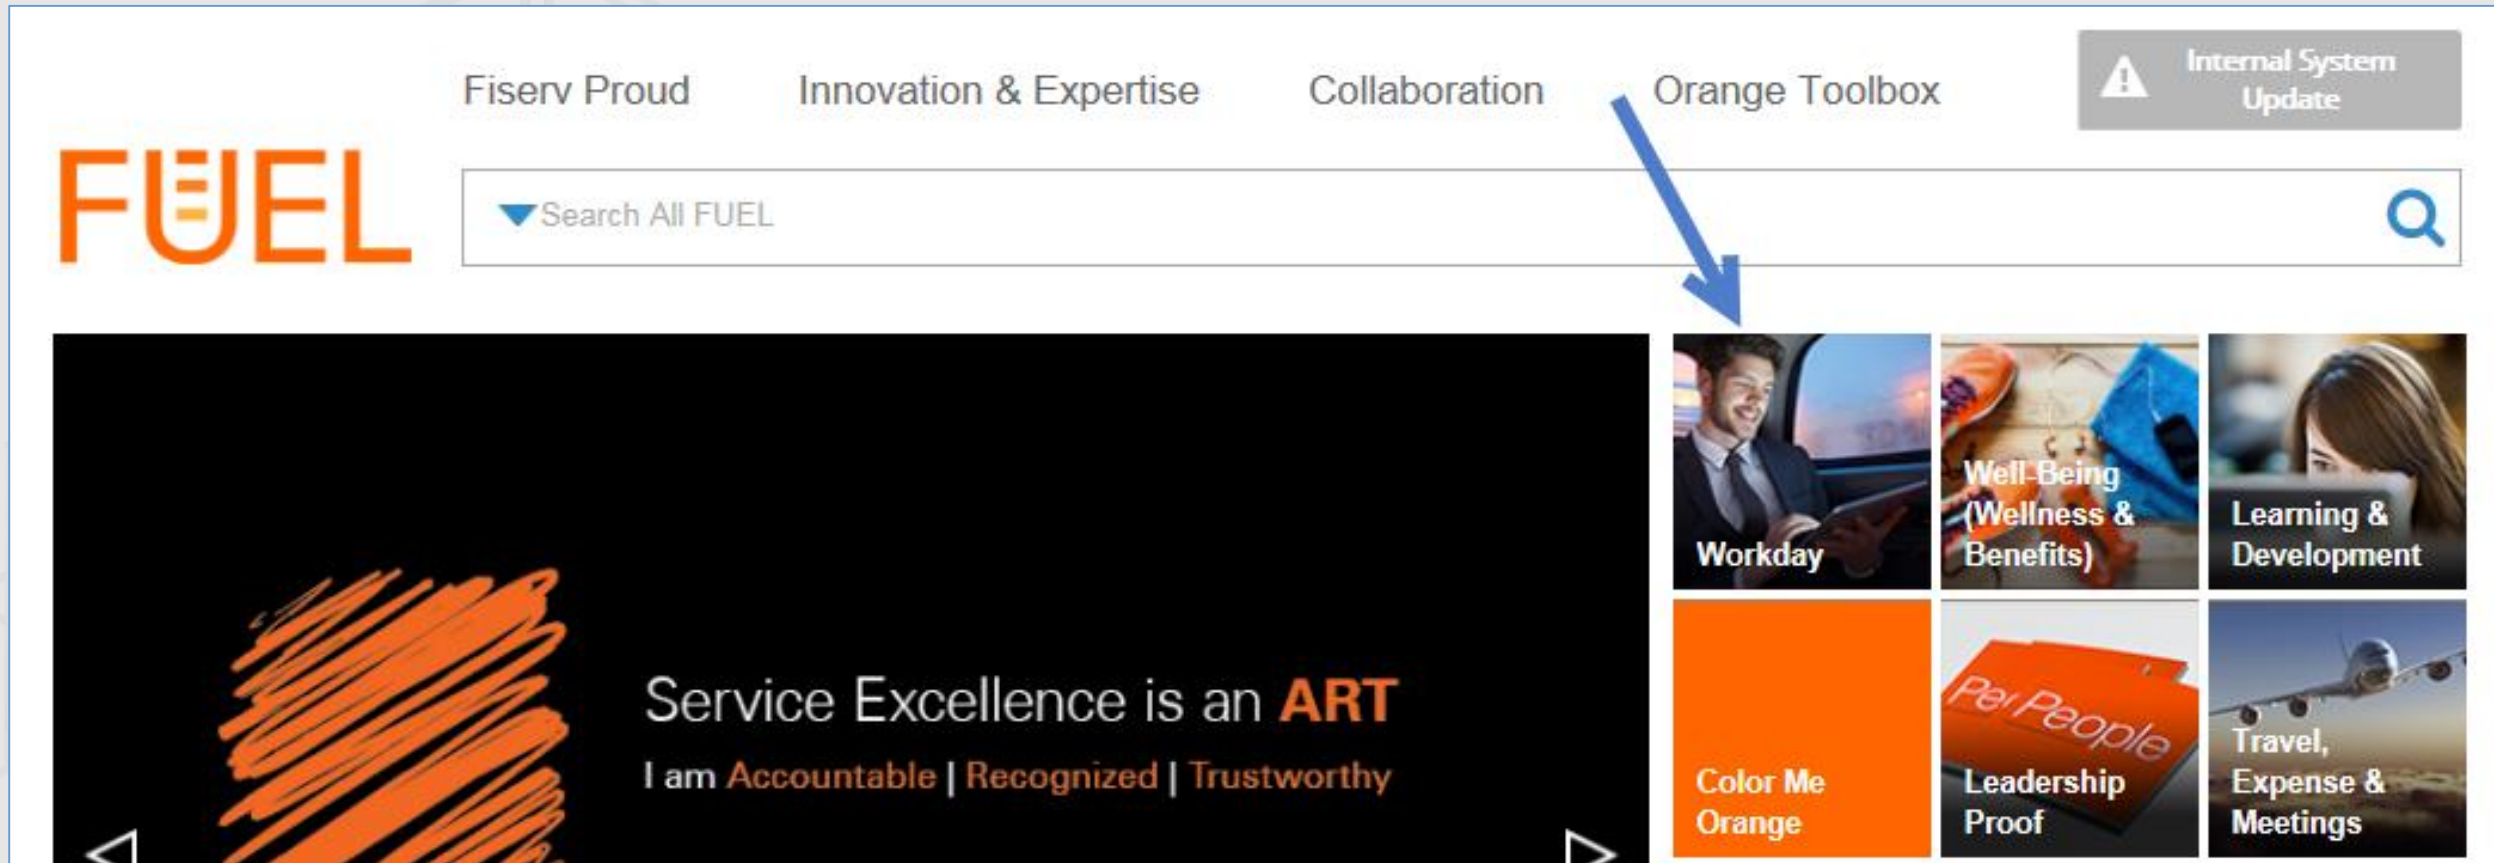 Fiserv Proud
Innovation & Expertise
Collaboration
Orange Toolbox
Internal System
Update
FUEL
Search All FUEL
Service Excellence is an ART
I am Accountable | Recognized | Trustworthy
Workday
Well-Being
(Wellness &
Benefits)
Learning &
Development
Color Me
Orange
PerPeople
Leadership
Proof
Travel,
Expense &
Meetings